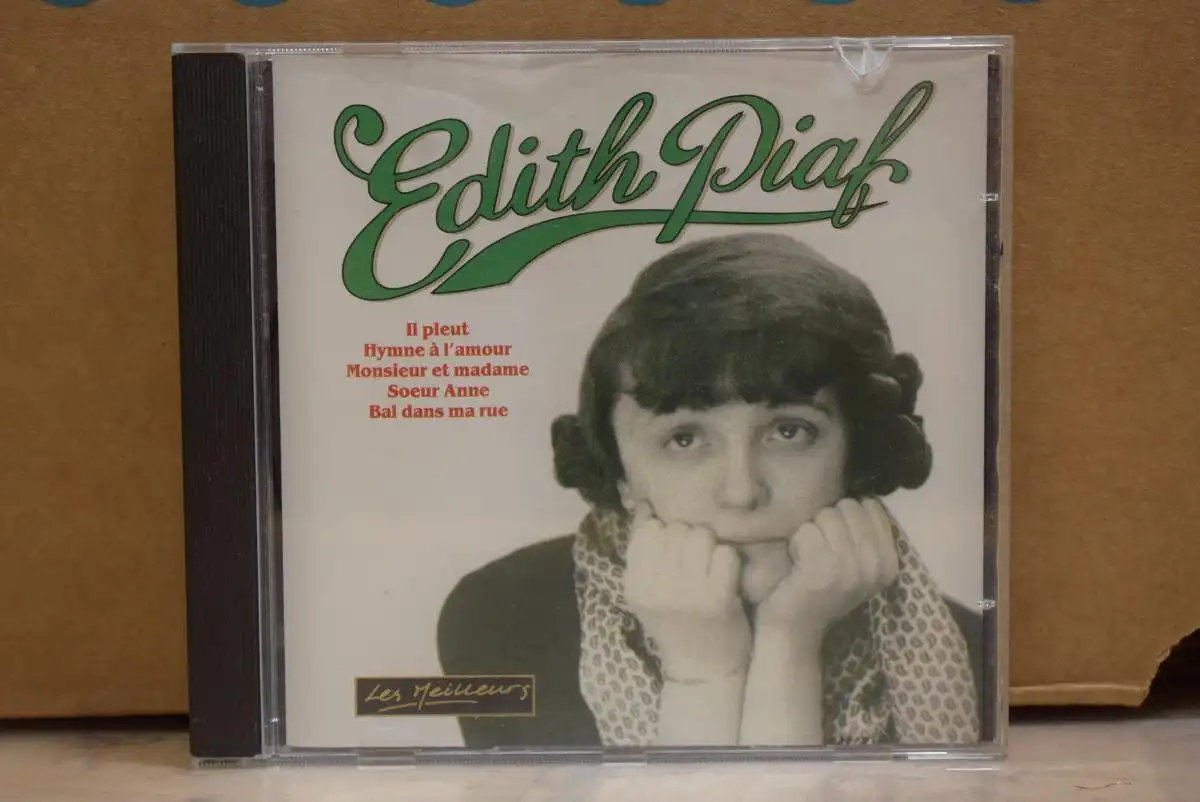 Edith Piaf
Il pleut
Hymne à l'amour
Monsieur et madame
Soeur Anne
Bal dans ma rue
Les Meilleurs